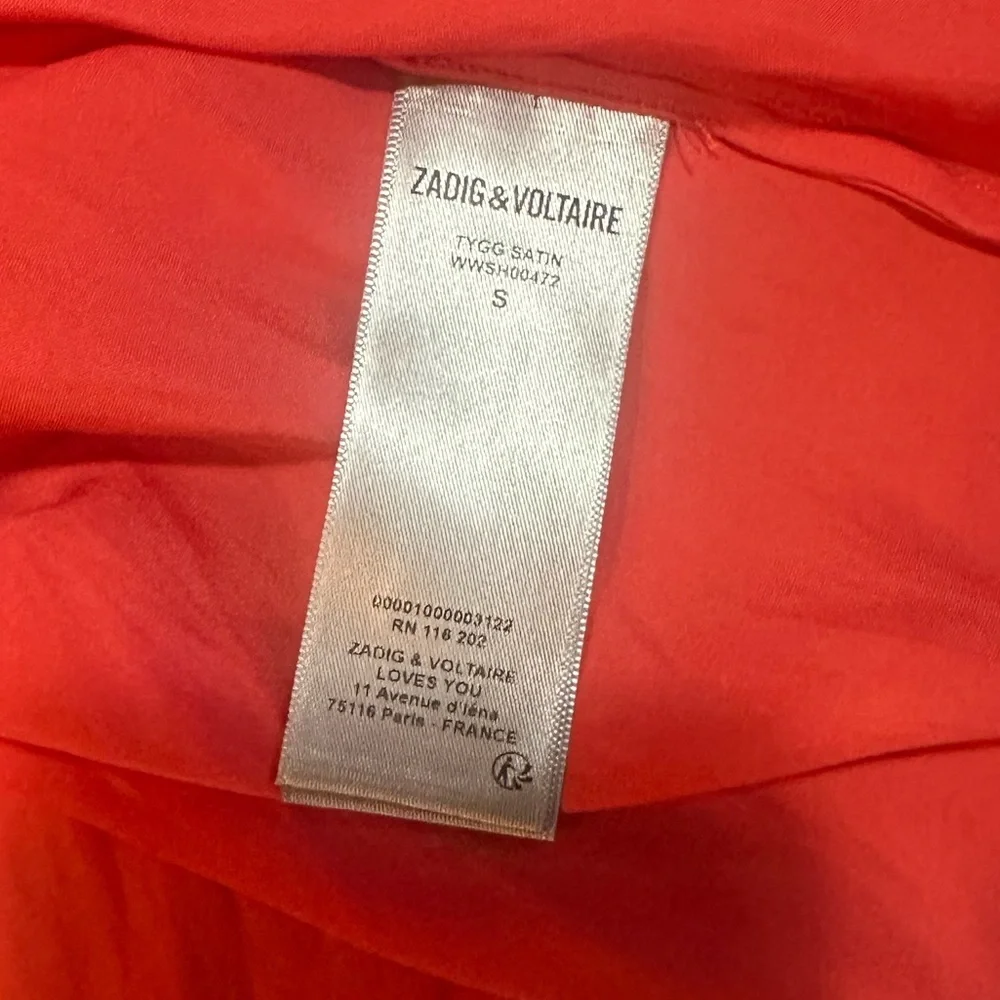 ZADIG&VOLTAIRE
TYGG SATIN
WWSH00472
S
00001000003122
RN 116 202
ZADIG & VOLTAIRE
LOVES YOU
11 Avenue d'Iéna
75116 Paris - FRANCE